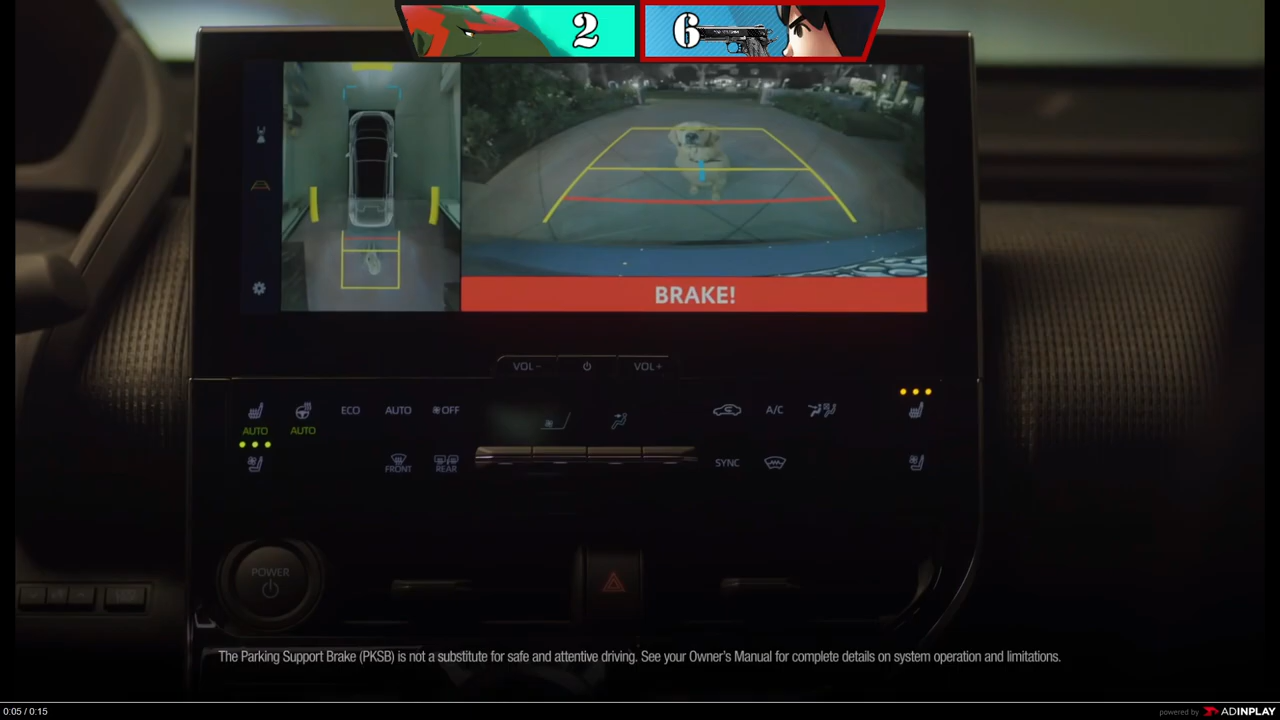 2
6
BRAKE!
VOL-
VOL+
ECO
AUTO
OFF
A/C
AUTO
AUTO
FRONT
REAR
SYNC
POWER
The Parking Support Brake (PKSB) is not a substitute for safe and attentive driving. See your Owner's Manual for complete details on system operation and limitations.
0:05 / 0:15
powered by
ADINPLAY